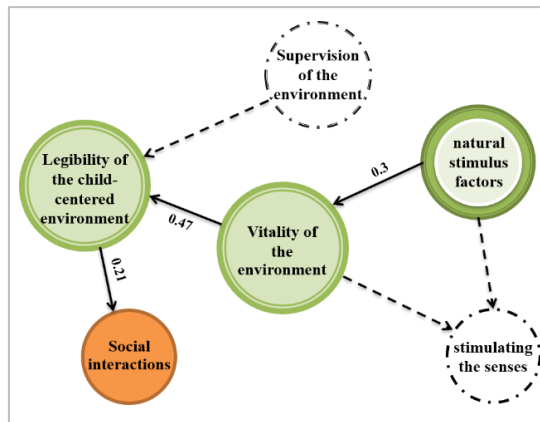 Supervision
of the
environment
Legibility of
the child-
centered
environment
natural
stimulus
factors
0.3
0.47
Vitality of
the
environment
0.21
Social
interactions
stimulating
the senses